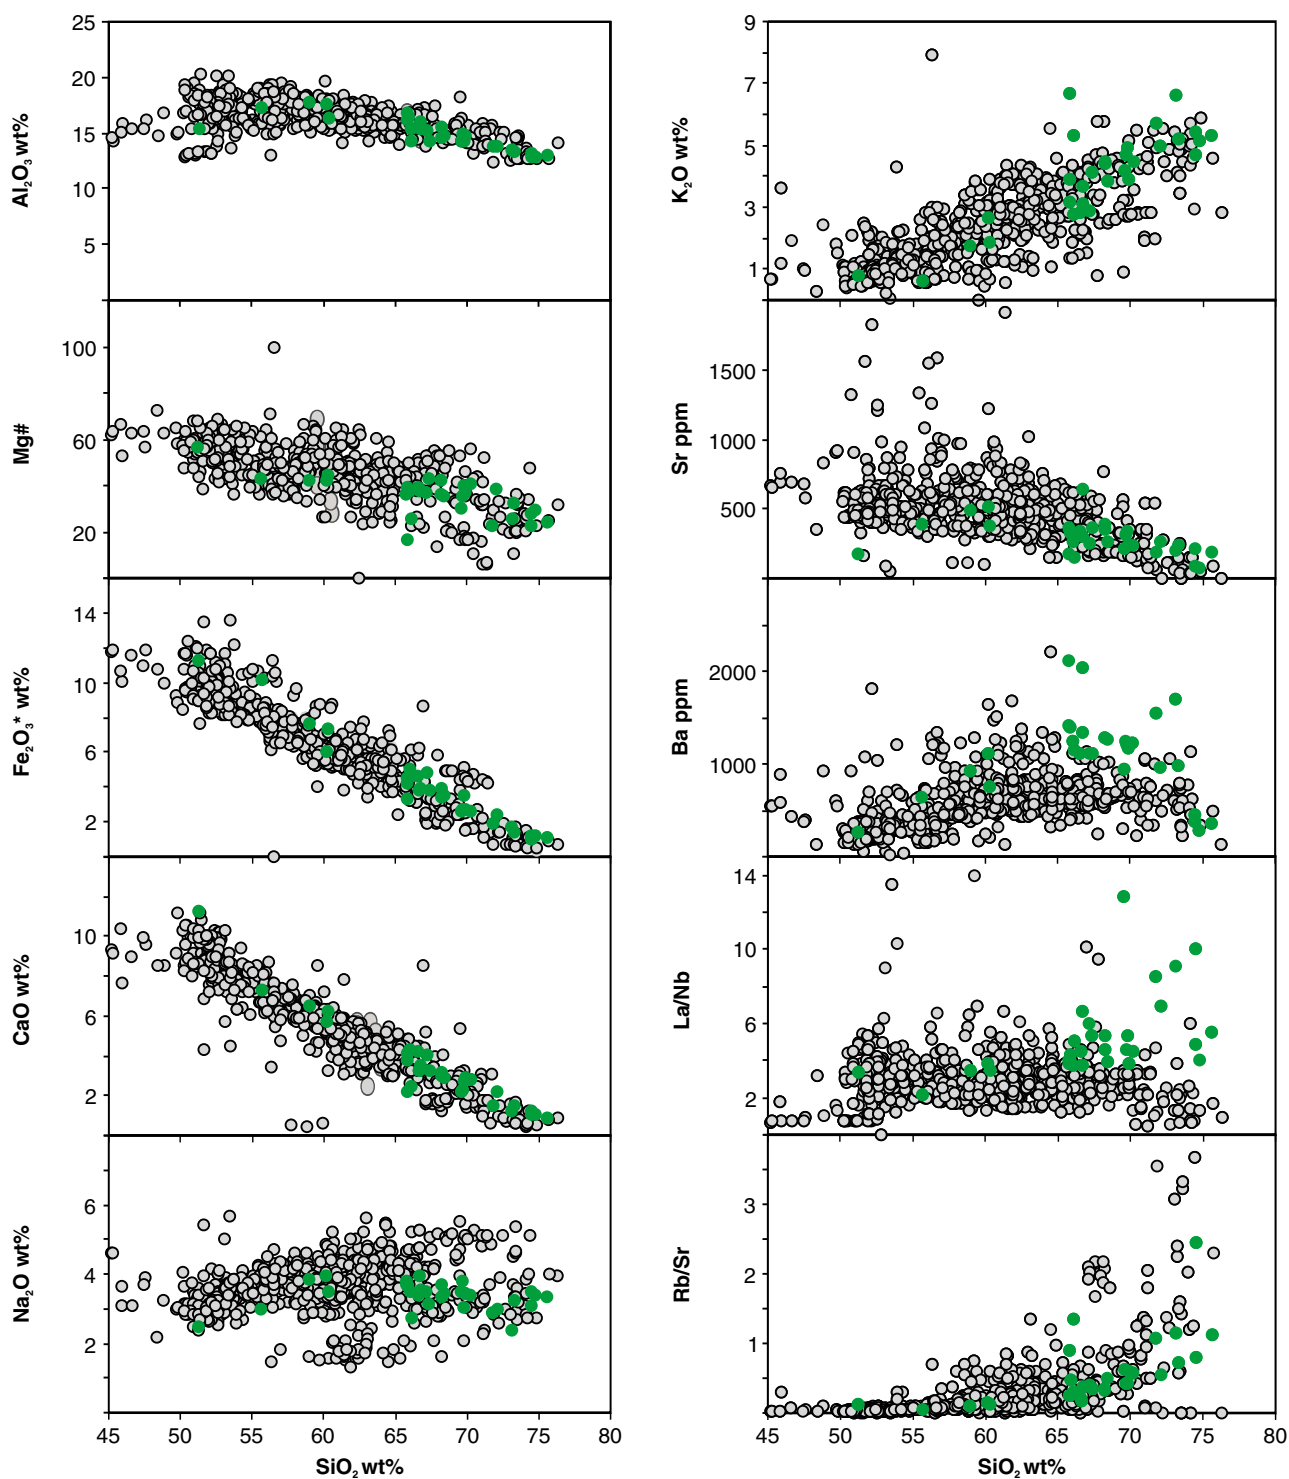 25
20
15
10
5
Al₂O₃ wt%
100
60
20
Mg#
14
10
6
2
Fe₂O₃* wt%
10
6
2
CaO wt%
6
4
2
Na₂O wt%
45 50 55 60 65 70 75 80
SiO₂ wt%
9
7
5
3
1
K₂O wt%
1500
1000
500
Sr ppm
2000
1000
Ba ppm
14
10
6
2
La/Nb
3
2
1
Rb/Sr
45 50 55 60 65 70 75 80
SiO₂ wt%